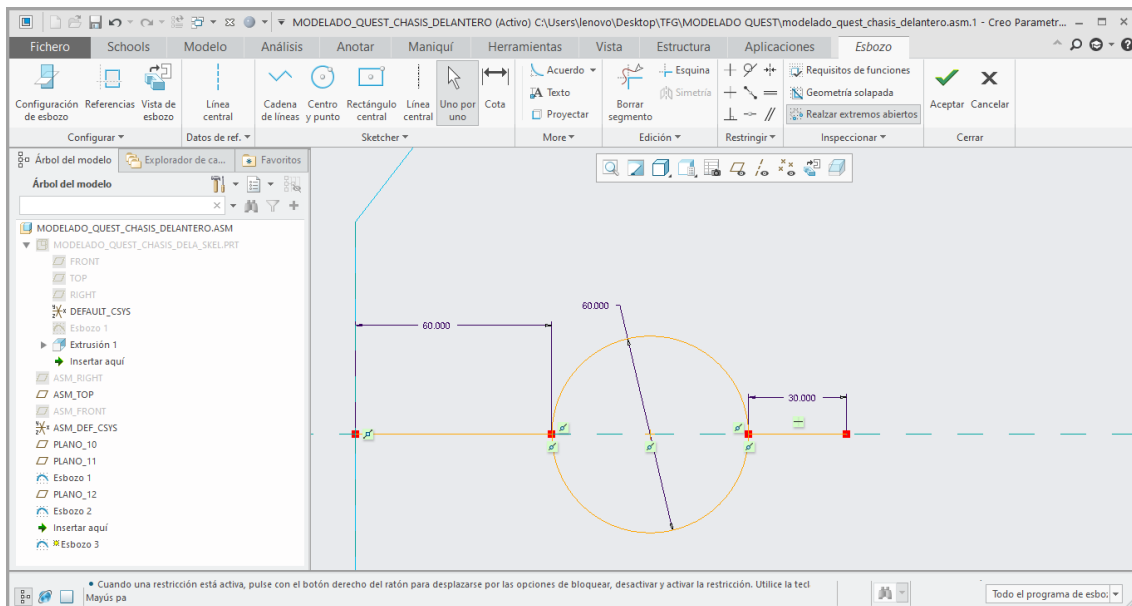 MODELADO_QUEST_CHASIS_DELANTERO (Activo) C:\Users\lenovo\Desktop\TFG\MODELADO QUEST\modelado_quest_chasis_delantero.asm.1 - Creo Parametr...
Fichero Schools Modelo Análisis Anotar Maniquí Herramientas Vista Estructura Aplicaciones Esbozo
Acuerdo Esquina Requisitos de funciones
Texto Simetría Geometría solapada
Proyectar Realzar extremos abiertos
Configuración de esbozo Referencias Vista de esbozo Línea central Cadena de líneas Centro y punto Rectángulo central Línea central Uno por uno Cota Borrar segmento Aceptar Cancelar
Configurar Datos de ref. Sketcher More Edición Restringir Inspeccionar Cerrar
Árbol del modelo Explorador de ca... Favoritos
Árbol del modelo
MODELADO_QUEST_CHASIS_DELANTERO.ASM
MODELADO_QUEST_CHASIS_DELA_SKEL.PRT
FRONT
TOP
RIGHT
DEFAULT_CSYS
Esbozo 1
Extrusión 1
Insertar aquí
ASM_RIGHT
ASM_TOP
ASM_FRONT
ASM_DEF_CSYS
PLANO_10
PLANO_11
Esbozo 1
PLANO_12
Esbozo 2
Insertar aquí
Esbozo 3
60.000
60.000
30.000
• Cuando una restricción está activa, pulse con el botón derecho del ratón para desplazarse por las opciones de bloquear, desactivar y activar la restricción. Utilice la tecl
Mayús pa
Todo el programa de esbo: